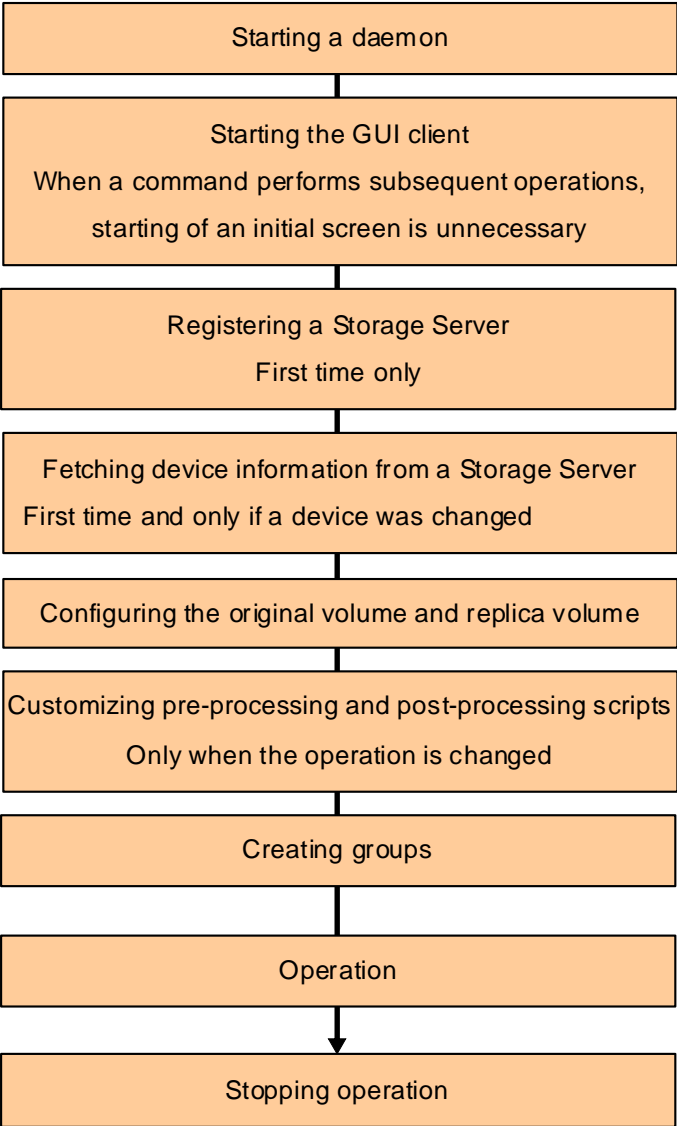 Starting a daemon
Starting the GUI client
When a command performs subsequent operations,
starting of an initial screen is unnecessary
Registering a Storage Server
First time only
Fetching device information from a Storage Server
First time and only if a device was changed
Configuring the original volume and replica volume
Customizing pre-processing and post-processing scripts
Only when the operation is changed
Creating groups
Operation
Stopping operation